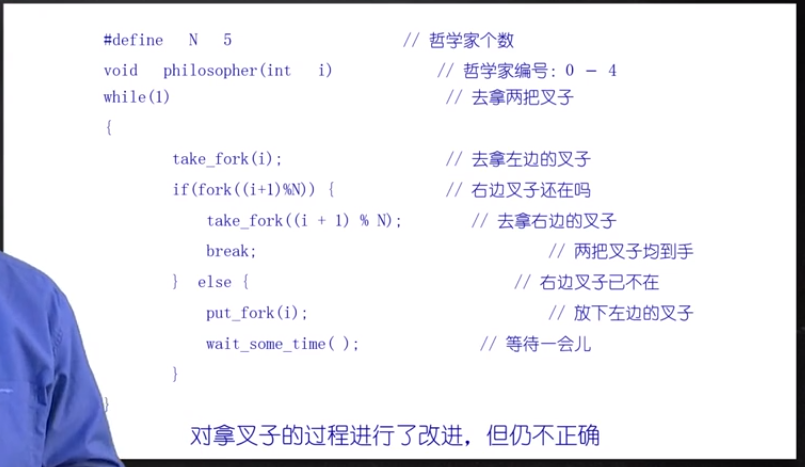 #define N 5 // 哲学家个数
void philosopher(int i) // 哲学家编号: 0 - 4
while(1) // 去拿两把叉子
{
take_fork(i); // 去拿左边的叉子
if(fork((i+1)%N)) { // 右边叉子还在吗
take_fork((i + 1) % N); // 去拿右边的叉子
break; // 两把叉子均到手
} else { // 右边叉子已不在
put_fork(i); // 放下左边的叉子
wait_some_time( ); // 等待一会儿
}
}
对拿叉子的过程进行了改进，但仍不正确